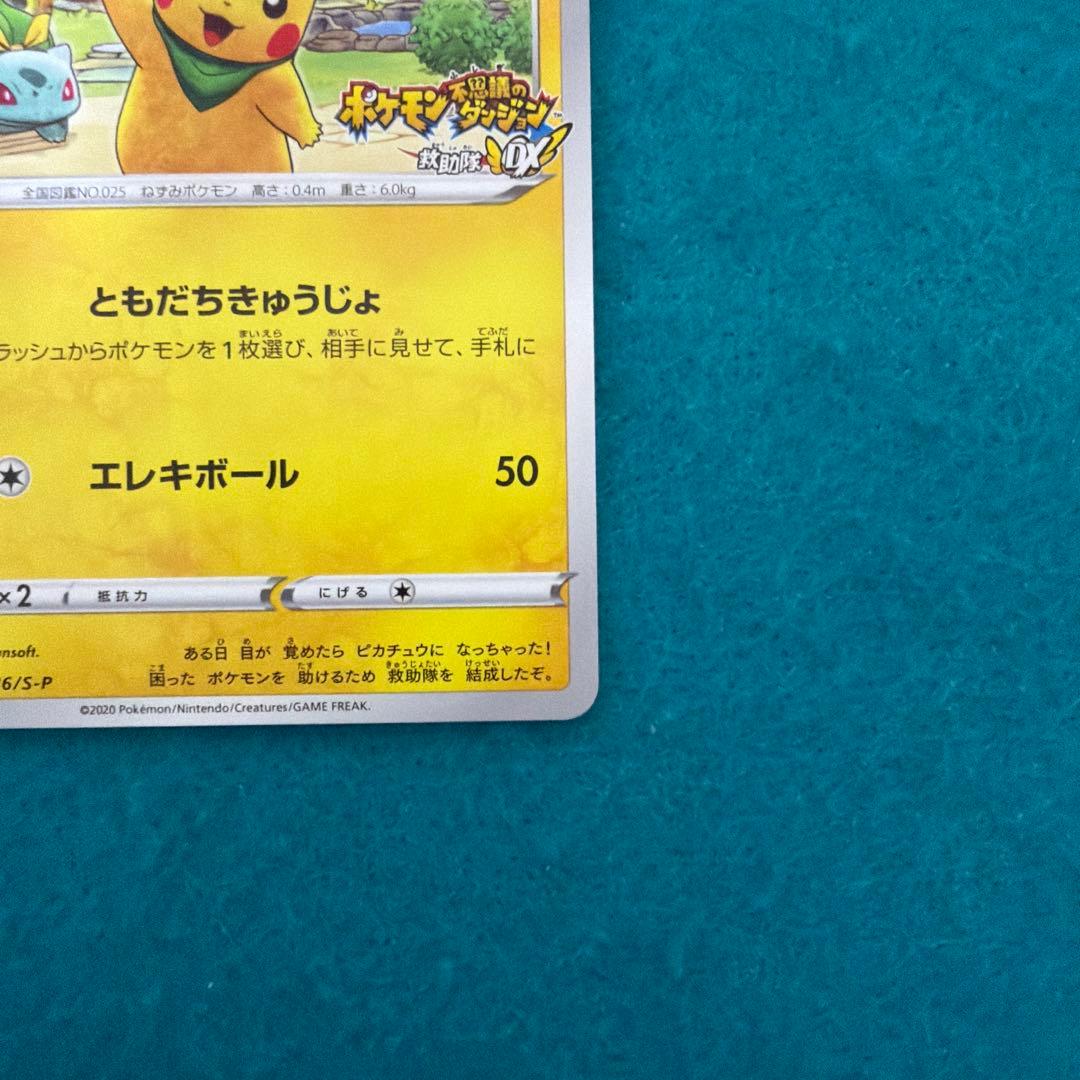 ポケモン不思議のダンジョン™
救助隊DX
全国図鑑NO.025 ねずみポケモン 高さ：0.4m 重さ：6.0kg
ともだちきゅうじょ
ラッシュからポケモンを1枚選び、相手に見せて、手札に
エレキボール 50
×2 抵抗力 にげる
nsoft.
ある日 目が 覚めたら ピカチュウに なっちゃった！
6/S-P
困った ポケモンを 助けるため 救助隊を 結成したぞ。
©2020 Pokémon/Nintendo/Creatures/GAME FREAK.